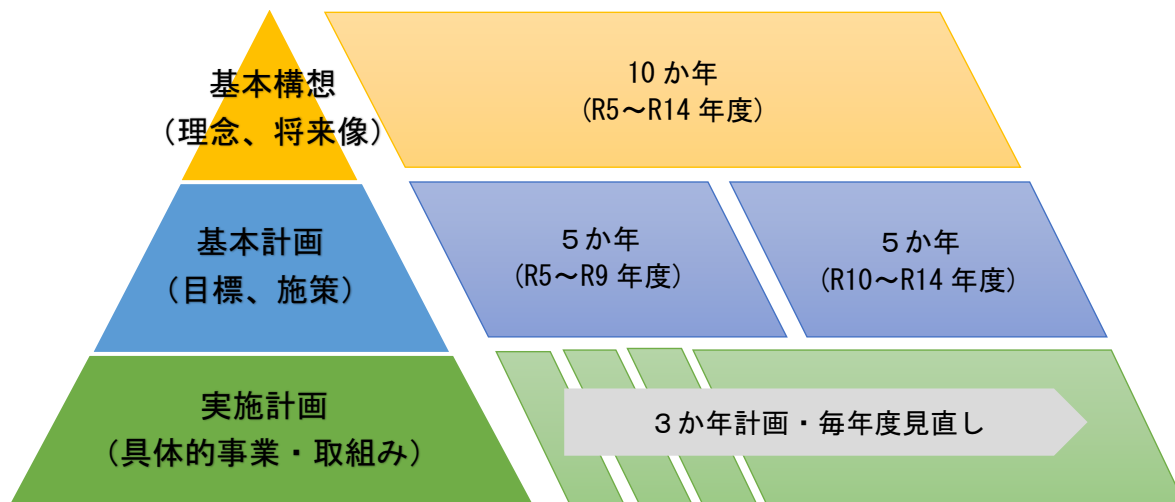 基本構想
(理念、将来像)
10 か年
(R5～R14 年度)
基本計画
(目標、施策)
５か年
(R5～R9 年度)
５か年
(R10～R14 年度)
実施計画
(具体的事業・取組み)
３か年計画・毎年度見直し